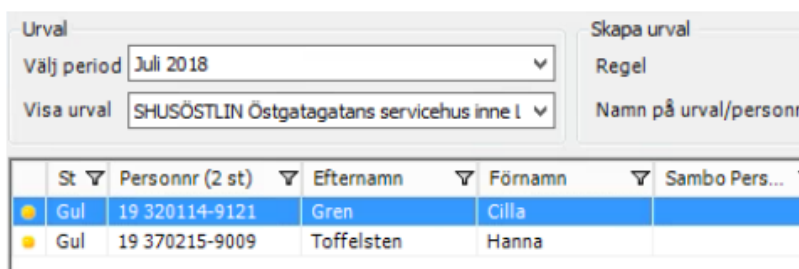 Urval Skapa urval
Välj period Juli 2018 Regel
Visa urval SHUSÖSTLIN Östgatagatans servicehus inne L Namn på urval/personr
St Personnr (2 st) Efternamn Förnamn Sambo Pers...
Gul 19 320114-9121 Gren Cilla
Gul 19 370215-9009 Toffelsten Hanna